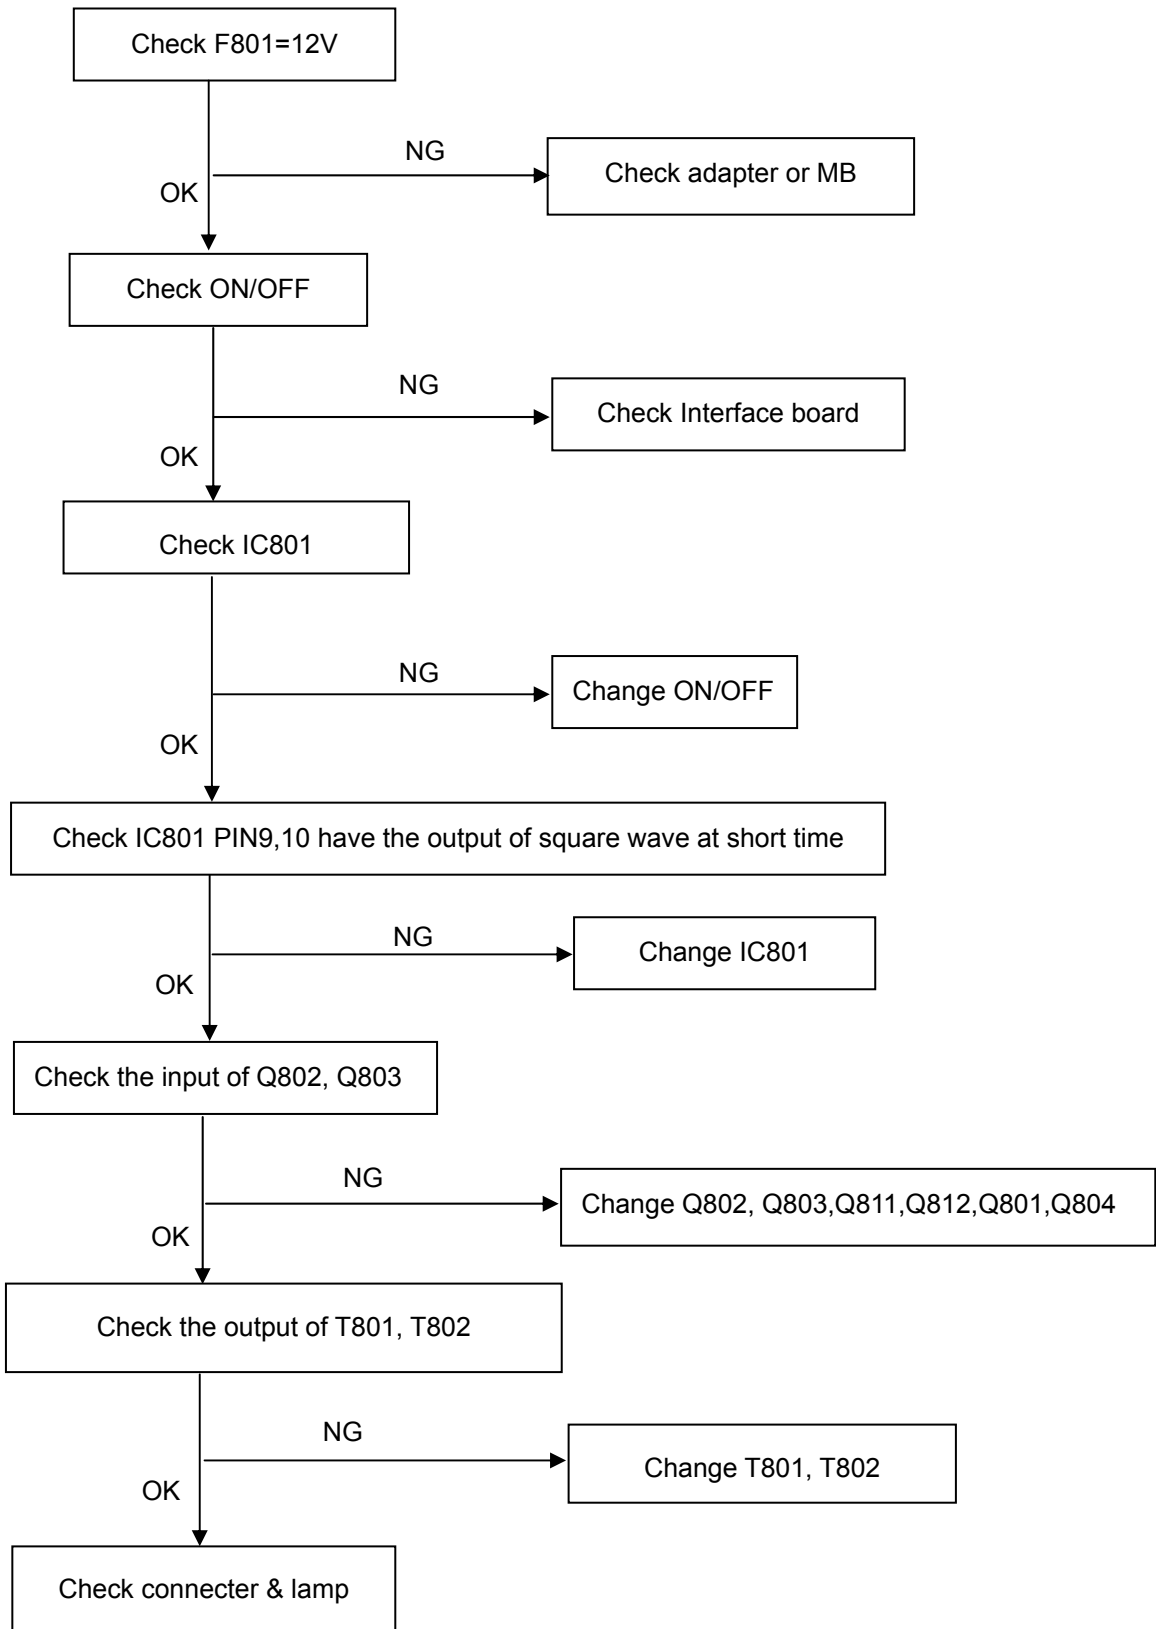 Check F801=12V
NG
Check adapter or MB
OK
Check ON/OFF
NG
Check Interface board
OK
Check IC801
NG
Change ON/OFF
OK
Check IC801 PIN9,10 have the output of square wave at short time
NG
Change IC801
OK
Check the input of Q802, Q803
NG
Change Q802, Q803,Q811,Q812,Q801,Q804
OK
Check the output of T801, T802
NG
Change T801, T802
OK
Check connecter & lamp